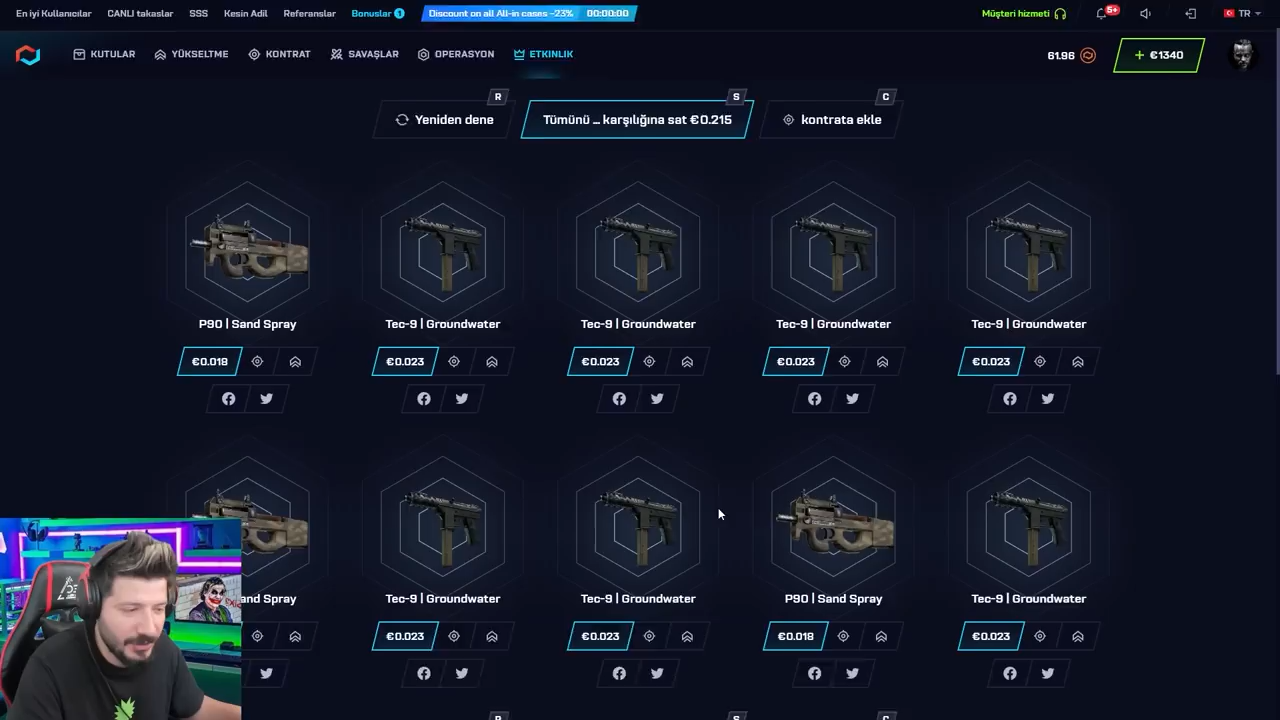 En iyi Kullanıcılar CANLI takaslar SSS Kesin Adil Referanslar Bonuslar 1 Discount on all All-in cases -23% 00:00:00 Müşteri hizmeti 5+ TR
KUTULAR YÜKSELTME KONTRAT SAVAŞLAR OPERASYON ETKINLIK 61.96 + €1340
R S C
Yeniden dene Tümünü ... karşılığına sat €0.215 kontrata ekle
P90 | Sand Spray Tec-9 | Groundwater Tec-9 | Groundwater Tec-9 | Groundwater Tec-9 | Groundwater
€0.018 €0.023 €0.023 €0.023 €0.023
and Spray Tec-9 | Groundwater Tec-9 | Groundwater P90 | Sand Spray Tec-9 | Groundwater
€0.023 €0.023 €0.018 €0.023
R S C